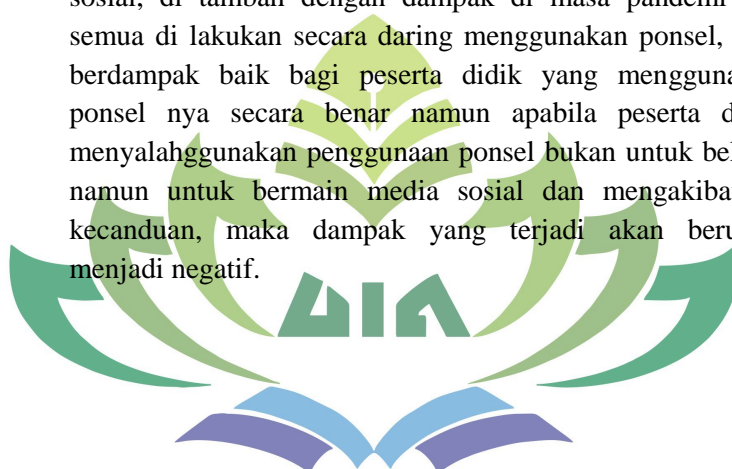 sosial, di tambah dengan dampak di masa pandemi
semua di lakukan secara daring menggunakan ponsel,
berdampak baik bagi peserta didik yang
ponsel nya secara benar namun apabila peserta
menyalahggunakan penggunaan ponsel bukan untuk
namun untuk bermain media sosial dan
kecanduan, maka dampak yang terjadi akan
menjadi negatif.
UIN